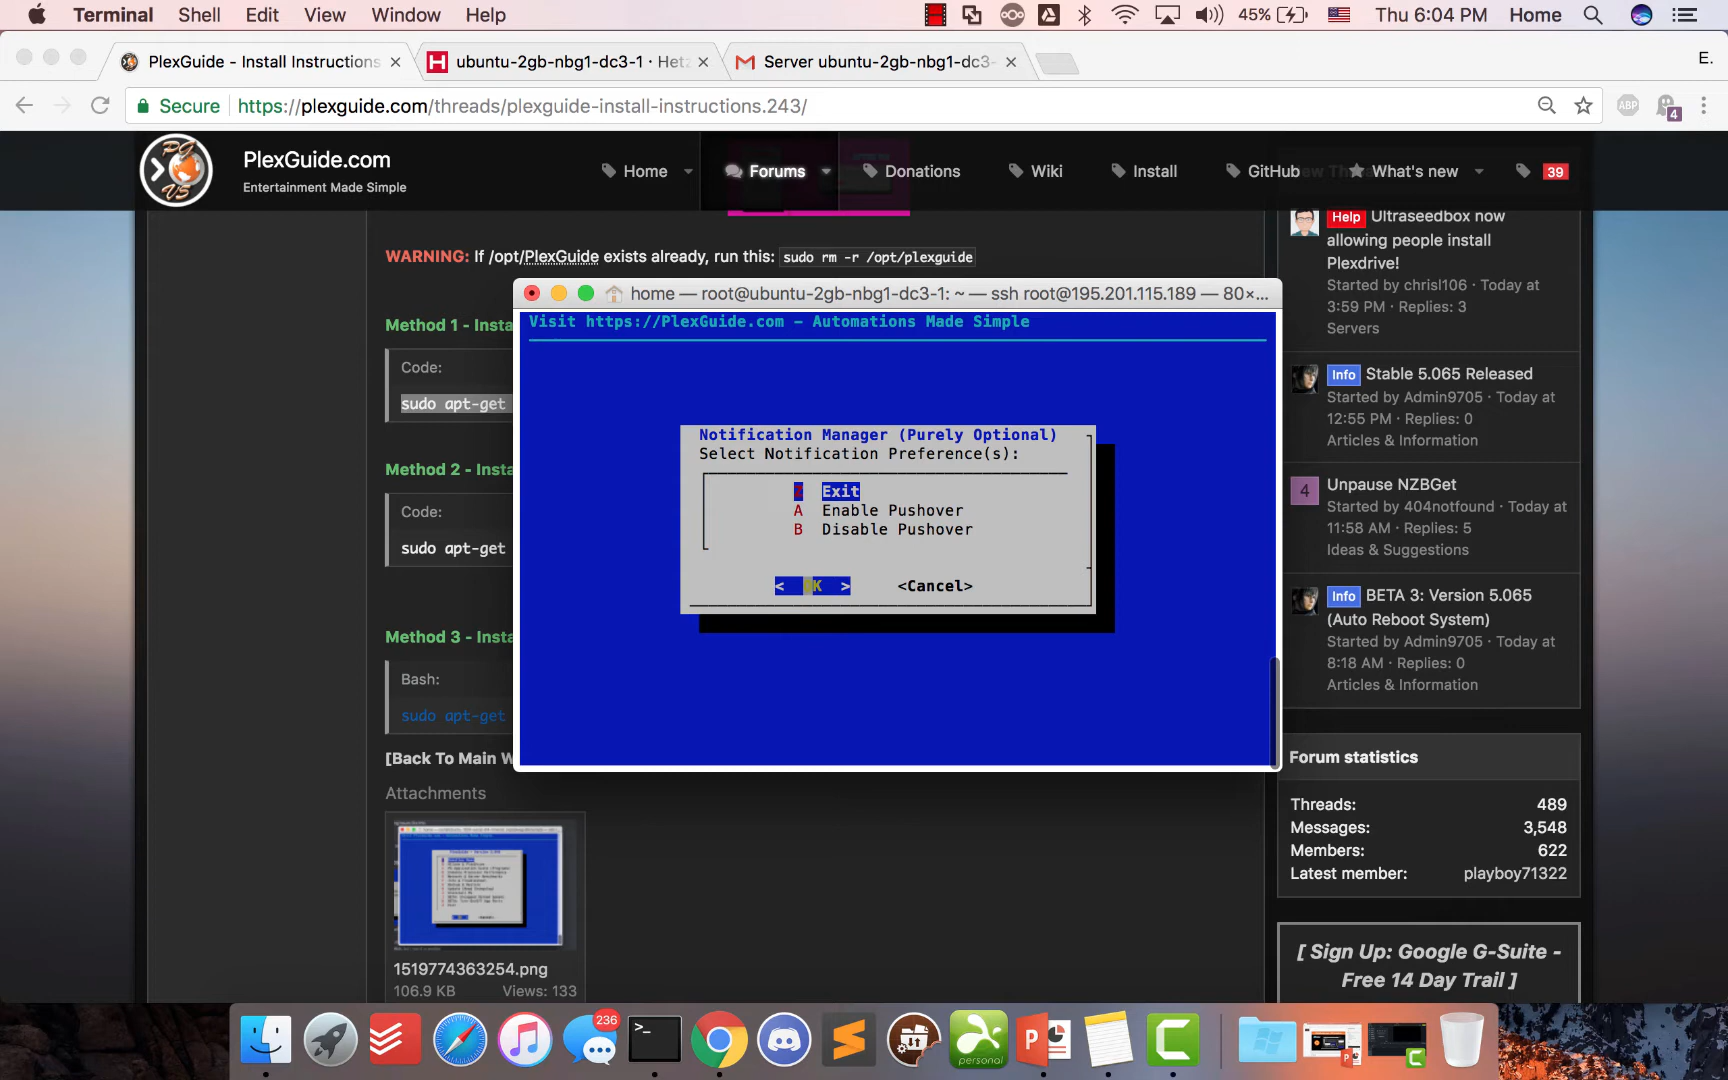 Terminal Shell Edit View Window Help 45% Thu 6:04 PM Home
PlexGuide - Install Instructions
ubuntu-2gb-nbg1-dc3-1 · Hetz
Server ubuntu-2gb-nbg1-dc3-
E.
Secure https://plexguide.com/threads/plexguide-install-instructions.243/
ABP
4
PG
V5
PlexGuide.com
Entertainment Made Simple
Home Forums Donations Wiki Install GitHub What's new 39
WARNING: If /opt/PlexGuide exists already, run this: sudo rm -r /opt/plexguide
Method 1 - Insta
Code:
sudo apt-get
Method 2 - Insta
Code:
sudo apt-get
Method 3 - Insta
Bash:
sudo apt-get
[Back To Main W
Attachments
1519774363254.png
106.9 KB Views: 133
home — root@ubuntu-2gb-nbg1-dc3-1: ~ — ssh root@195.201.115.189 — 80×...
Visit https://PlexGuide.com - Automations Made Simple
Notification Manager (Purely Optional)
Select Notification Preference(s):
Z Exit
A Enable Pushover
B Disable Pushover
< OK > <Cancel>
Help Ultraseedbox now
allowing people install
Plexdrive!
Started by chrisl106 · Today at
3:59 PM · Replies: 3
Servers
Info Stable 5.065 Released
Started by Admin9705 · Today at
12:55 PM · Replies: 0
Articles & Information
4
Unpause NZBGet
Started by 404notfound · Today at
11:58 AM · Replies: 5
Ideas & Suggestions
Info BETA 3: Version 5.065
(Auto Reboot System)
Started by Admin9705 · Today at
8:18 AM · Replies: 0
Articles & Information
Forum statistics
Threads: 489
Messages: 3,548
Members: 622
Latest member: playboy71322
[ Sign Up: Google G-Suite -
Free 14 Day Trail ]
236
personal